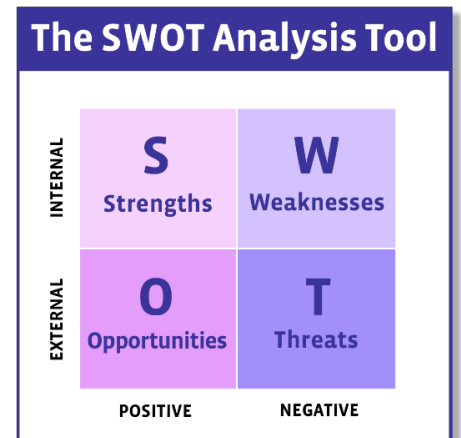 The SWOT Analysis Tool
INTERNAL
S
Strengths
W
Weaknesses
EXTERNAL
O
Opportunities
T
Threats
POSITIVE
NEGATIVE